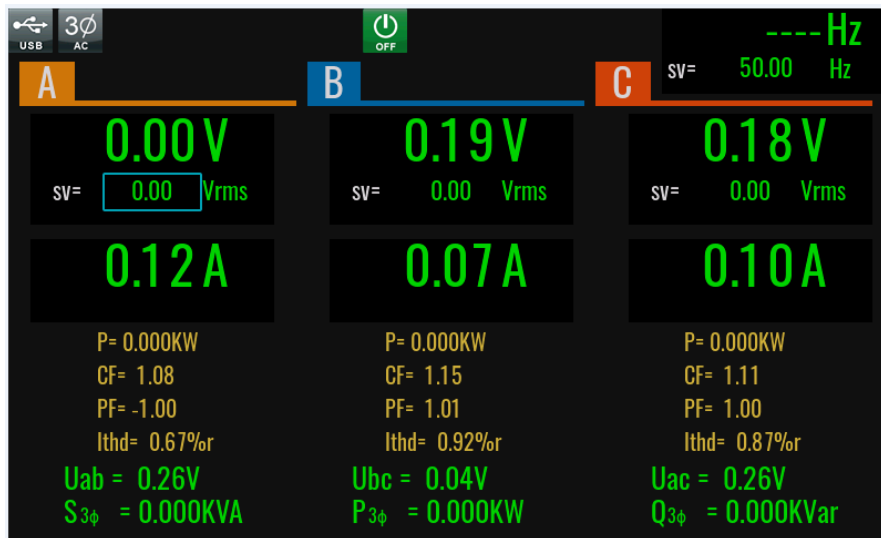 USB
3Ø
AC
OFF
----Hz
sv= 50.00 Hz
A
B
C
0.00V
sv= 0.00 Vrms
0.19V
sv= 0.00 Vrms
0.18V
sv= 0.00 Vrms
0.12A
0.07A
0.10A
P= 0.000KW
CF= 1.08
PF= -1.00
Ithd= 0.67%r
P= 0.000KW
CF= 1.15
PF= 1.01
Ithd= 0.92%r
P= 0.000KW
CF= 1.11
PF= 1.00
Ithd= 0.87%r
Uab = 0.26V
Ubc = 0.04V
Uac = 0.26V
S3ϕ = 0.000KVA
P3ϕ = 0.000KW
Q3ϕ = 0.000KVar